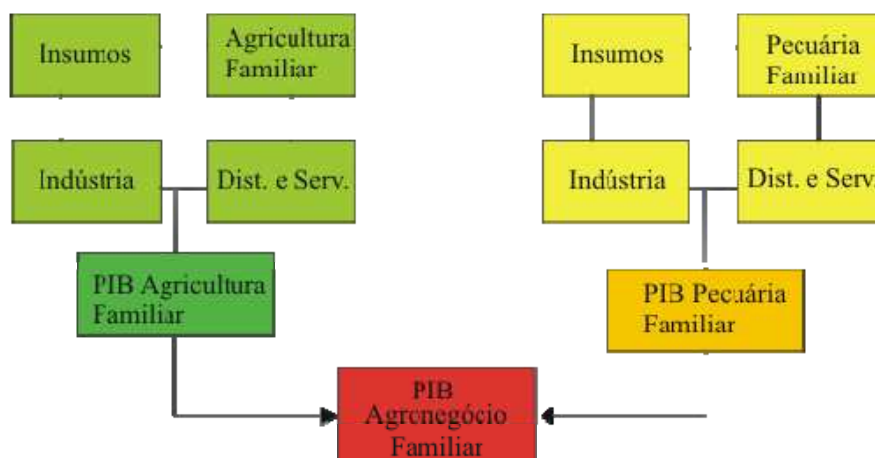 Insumos
Agricultura
Familiar
Insumos
Pecuária
Familiar
Indústria
Dist. e Serv.
Indústria
Dist. e Serv.
PIB Agricultura
Familiar
PIB Pecuária
Familiar
PIB
Agronegócio
Familiar